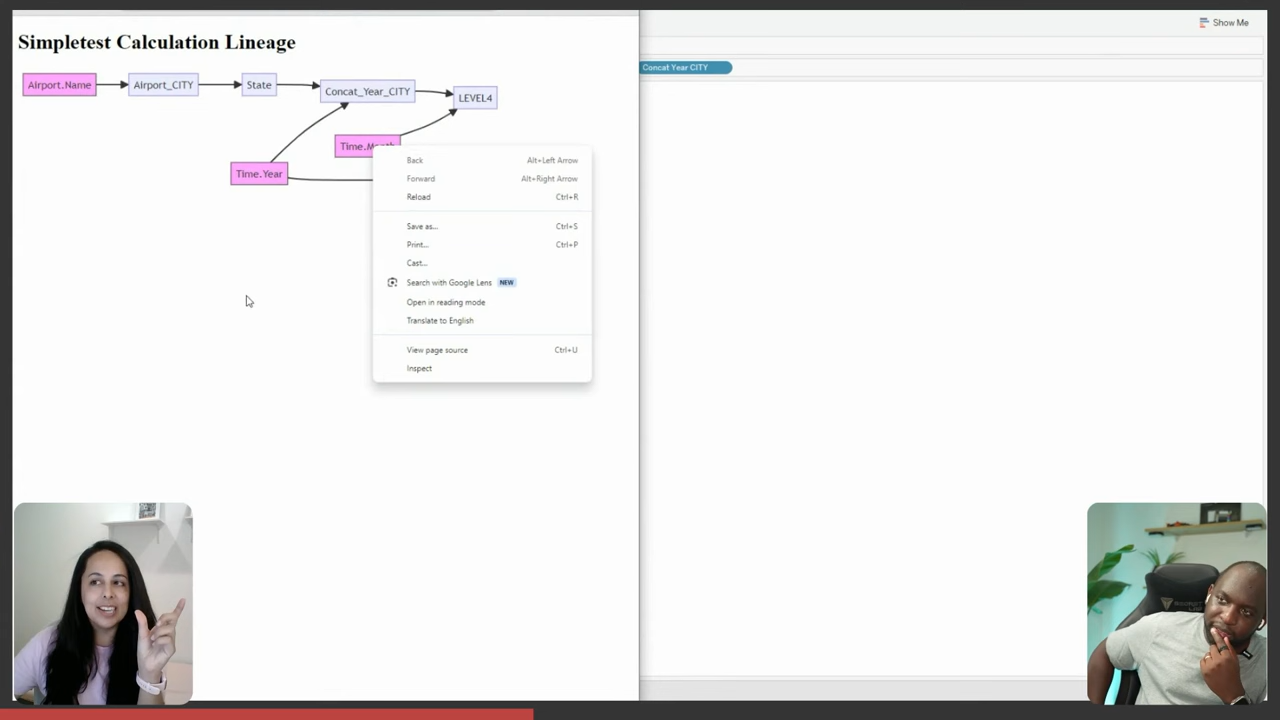 Show Me
Simpletest Calculation Lineage
Concat Year CITY
Airport.Name
Airport_CITY
State
Concat_Year_CITY
LEVEL4
Time.Year
Back Alt+Left Arrow
Forward Alt+Right Arrow
Reload Ctrl+R
Save as... Ctrl+S
Print... Ctrl+P
Cast...
Search with Google Lens NEW
Open in reading mode
Translate to English
View page source Ctrl+U
Inspect